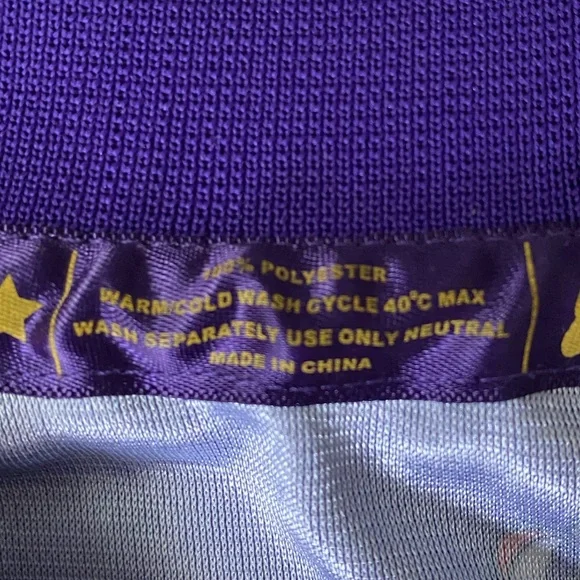 100% POLYESTER
WARM/COLD WASH CYCLE 40°C MAX
WASH SEPARATELY USE ONLY NEUTRAL
MADE IN CHINA